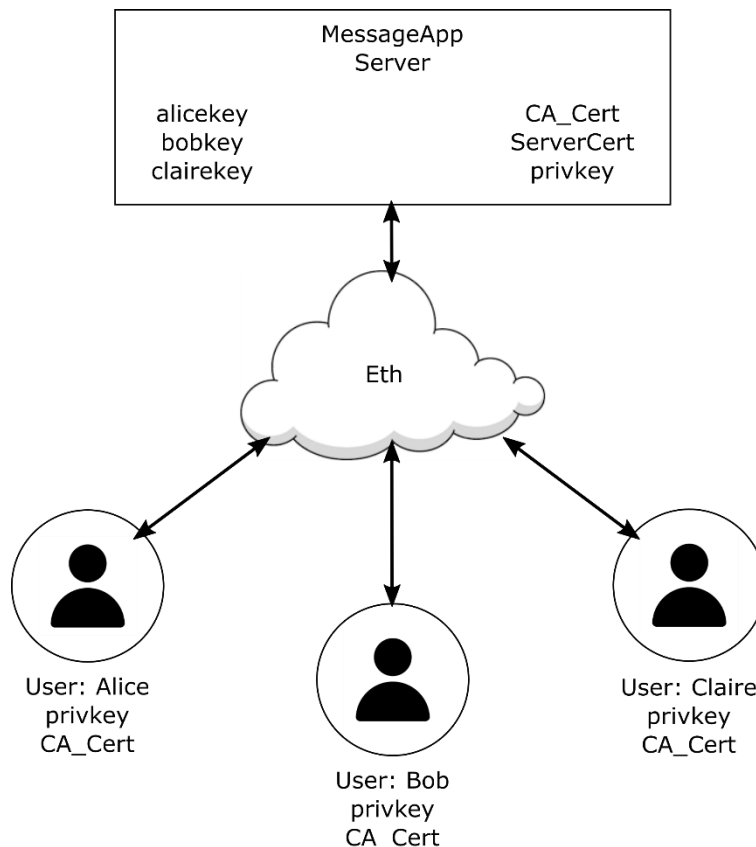 MessageApp
Server
alicekey
bobkey
clairekey
CA_Cert
ServerCert
privkey
Eth
User: Alice
privkey
CA_Cert
User: Bob
privkey
CA_Cert
User: Claire
privkey
CA_Cert